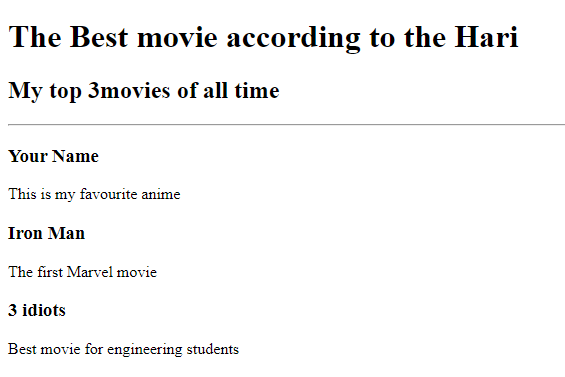 The Best movie according to the Hari
My top 3movies of all time
Your Name
This is my favourite anime
Iron Man
The first Marvel movie
3 idiots
Best movie for engineering students